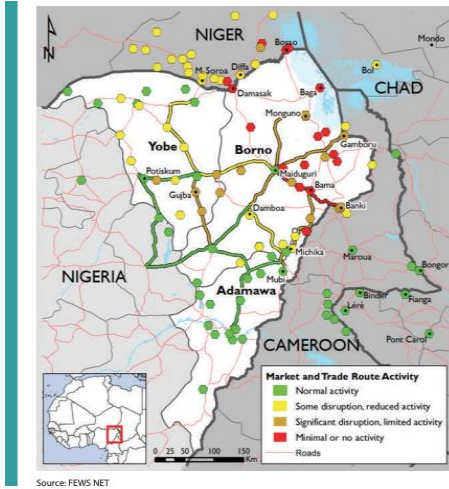 NIGER
Bosso
Mondo
M. Soroa
Diffa
Bol
Damasak
Baga
CHAD
Monguno
Yobe
Borno
Gamboru
Potiskum
Maiduguri
Gujba
Bama
Damboa
Banki
Michika
Maroua
NIGERIA
Mubi
Bongor
Adamawa
Binder
Léré
Fianga
CAMEROON
Pont Carol
Market and Trade Route Activity
Normal activity
Some disruption, reduced activity
Significant disruption, limited activity
Minimal or no activity
Roads
0 25 50 100 150
Km
N
Source: FEWS NET